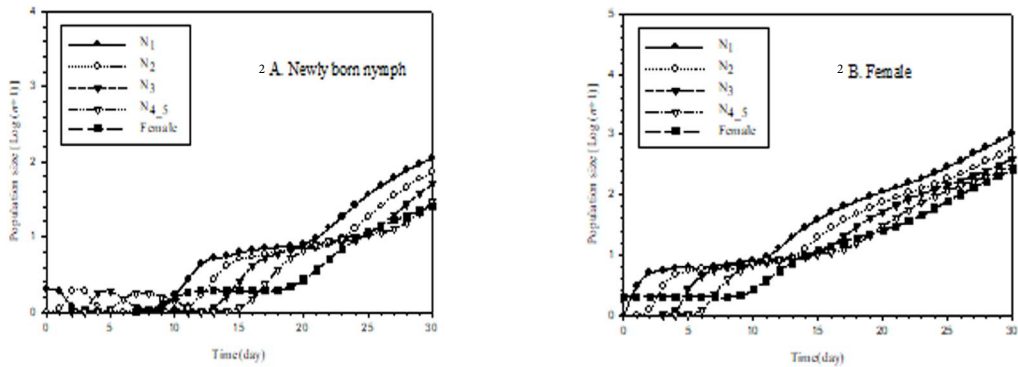 4
3
2
1
0
Population size [ Log (n+1)]
N1
N2
N3
N4_5
Female
2 A. Newly born nymph
0 5 10 15 20 25 30
Time(day)
5
4
3
2
1
0
Population size [ Log (n+1)]
N1
N2
N3
N4_5
Female
2 B. Female
0 5 10 15 20 25 30
Time(day)